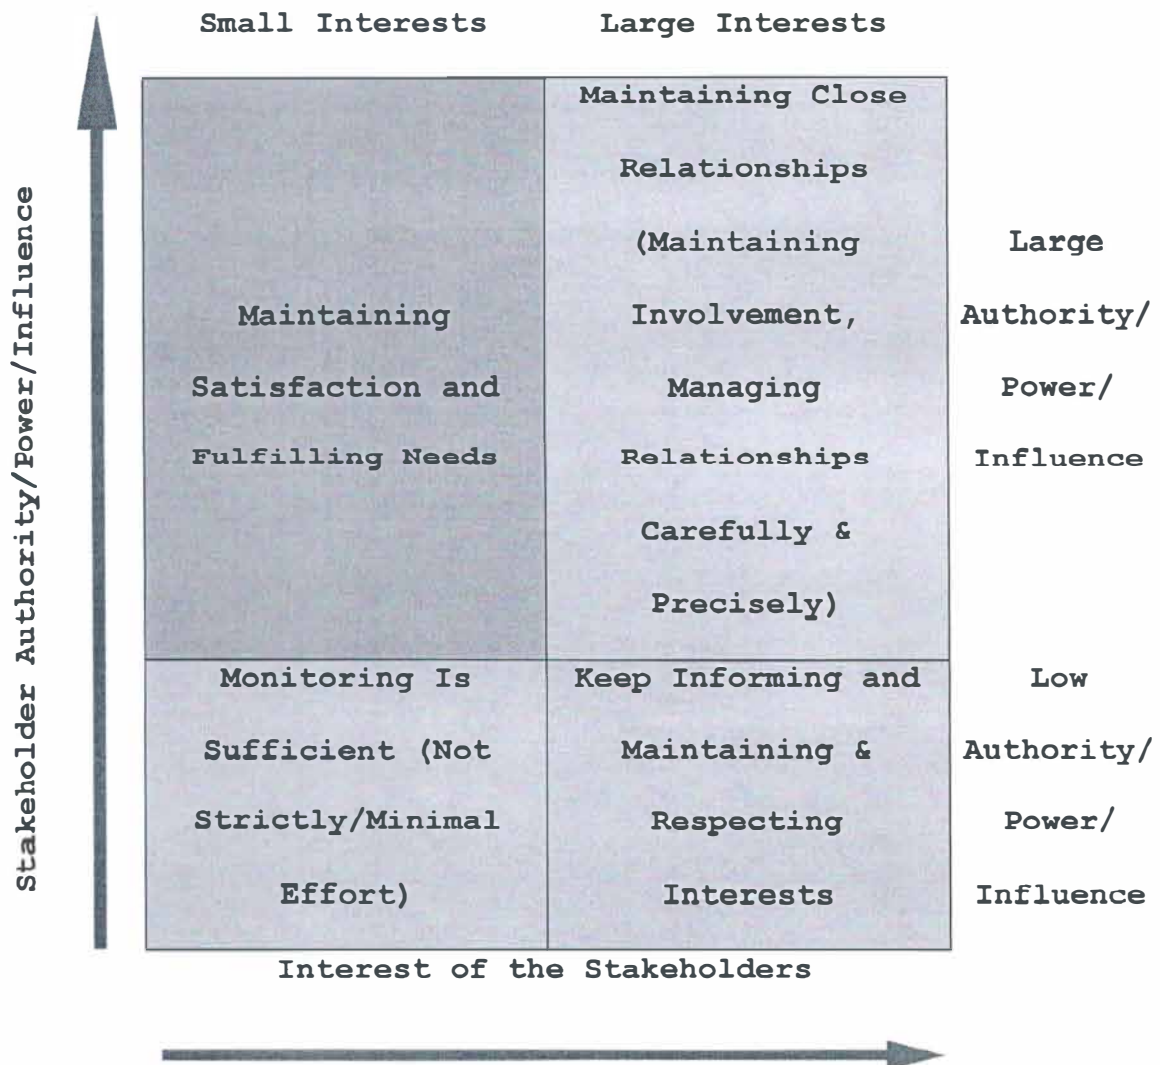 Small Interests
Large Interests
Stakeholder Authority/Power/Influence
Maintaining
Satisfaction and
Fulfilling Needs
Maintaining Close
Relationships
(Maintaining
Involvement,
Managing
Relationships
Carefully &
Precisely)
Large
Authority/
Power/
Influence
Monitoring Is
Sufficient (Not
Strictly/Minimal
Effort)
Keep Informing and
Maintaining &
Respecting
Interests
Low
Authority/
Power/
Influence
Interest of the Stakeholders